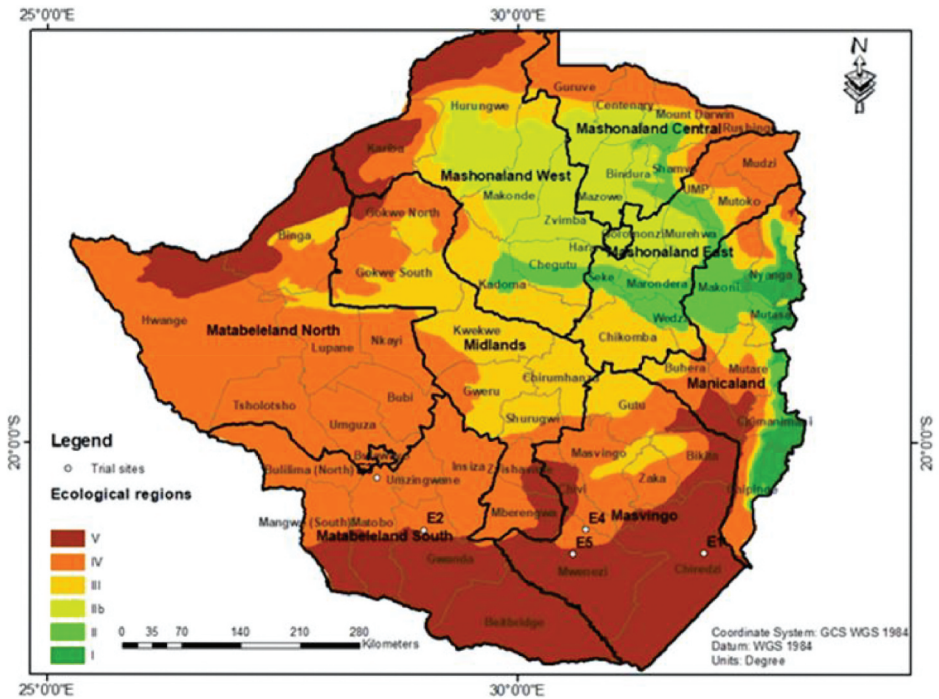 25°0'0"E
30°0'0"E
N
Guruve
Centenary
Hurungwe
Mount Darwin
Mashonaland Central
Rushinga
Kariba
Mudzi
Shamva
Bindura
Mashonaland West
UMP
Makonde
Mazowe
Mutoko
Gokwe North
Zvimba
Binga
Goromonzi
Murehwa
Harare
Mashonaland East
Chegutu
Gokwe South
Nyanga
Seke
Kadoma
Marondera
Makoni
Hwange
Wedza
Mutasa
Matabeleland North
Kwekwe
Chikomba
Nkayi
Midlands
Lupane
Buhera
Mutare
Chirumhanzu
Manicaland
Gweru
Bubi
Tsholotsho
Gutu
Shurugwi
Chimanimani
Umguza
20°0'0"S
20°0'0"S
Legend
Masvingo
Bikita
Bulawayo
Trial sites
Bulilima (North)
Insiza
Zvishavane
Umzingwane
Zaka
Chipinge
Ecological regions
Chivi
Mberengwa
E2
E4
Masvingo
Mangwe (South)
Matobo
Matabeleland South
E5
E1
V
Gwanda
Mwenezi
Chiredzi
IV
III
IIb
Beitbridge
II
0 35 70 140 210 280
Kilometers
I
Coordinate System: GCS WGS 1984
Datum: WGS 1984
Units: Degree
25°0'0"E
30°0'0"E